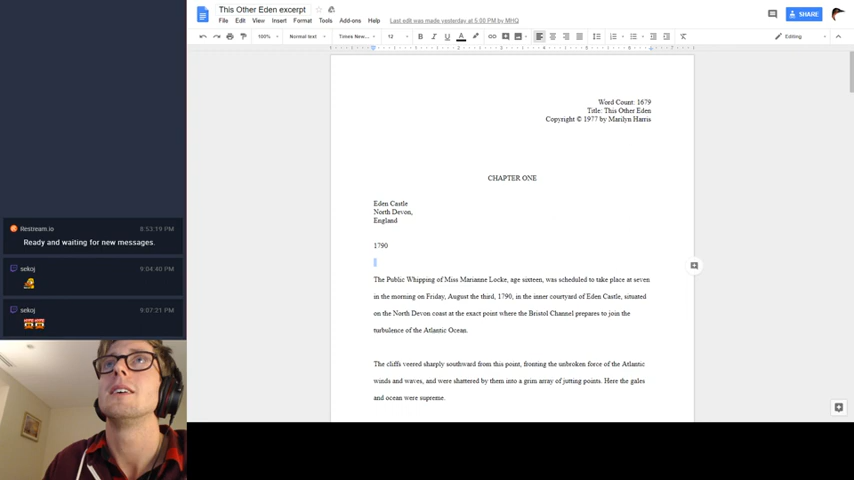 This Other Eden excerpt
File Edit View Insert Format Tools Add-ons Help
Last edit was made yesterday at 5:00 PM by MHQ
SHARE
100% Normal text Times New... 12
B I U A
Editing
Word Count: 1679
Title: This Other Eden
Copyright © 1977 by Marilyn Harris
CHAPTER ONE
Eden Castle
North Devon,
England
1790
The Public Whipping of Miss Marianne Locke, age sixteen, was scheduled to take place at seven
in the morning on Friday, August the third, 1790, in the inner courtyard of Eden Castle, situated
on the North Devon coast at the exact point where the Bristol Channel prepares to join the
turbulence of the Atlantic Ocean.
The cliffs veered sharply southward from this point, fronting the unbroken force of the Atlantic
winds and waves, and were shattered by them into a grim array of jutting points. Here the gales
and ocean were supreme.
Restream.io 8:53:19 PM
Ready and waiting for new messages.
sekoj 9:04:40 PM
sekoj 9:07:21 PM